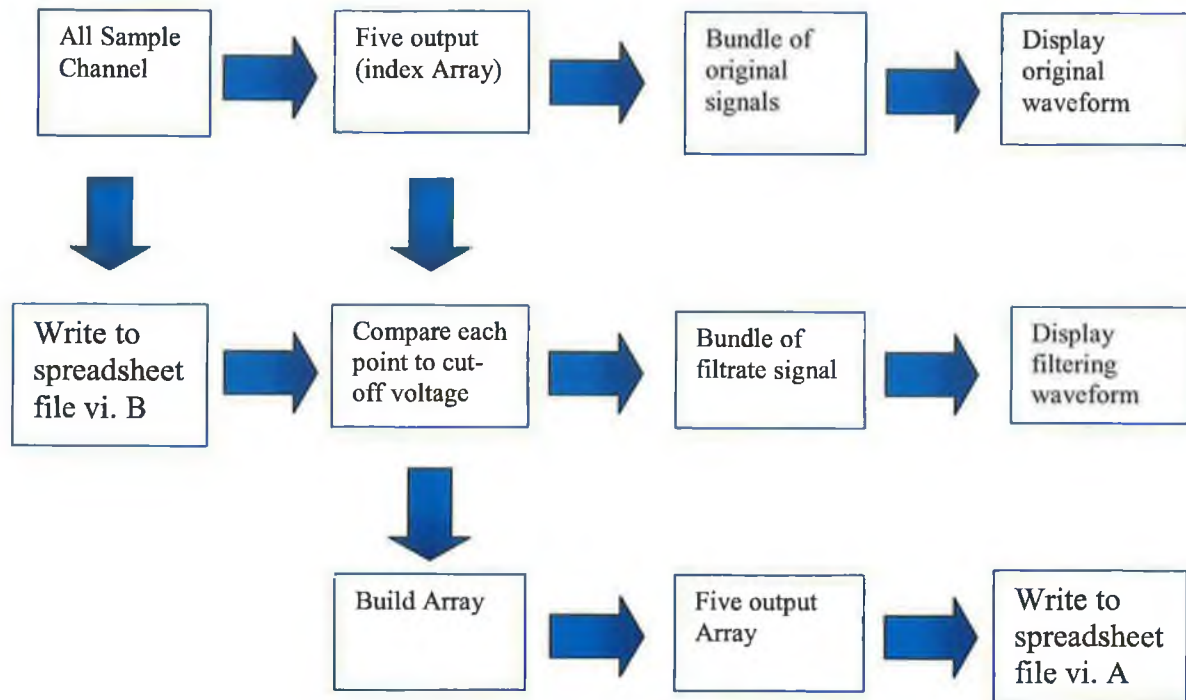 All Sample
Channel
Five output
(index Array)
Bundle of
original
signals
Display
original
waveform
Write to
spreadsheet
file vi. B
Compare each
point to cut-
off voltage
Bundle of
filtrate signal
Display
filtering
waveform
Build Array
Five output
Array
Write to
spreadsheet
file vi. A